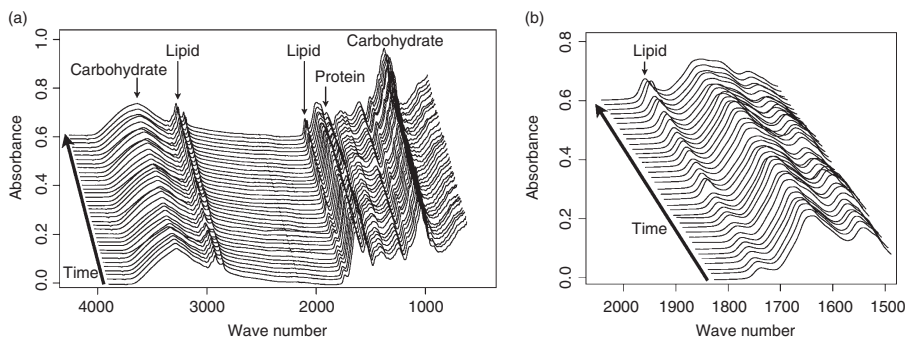 (a)
1.0
0.8
0.6
0.4
0.2
0.0
Absorbance
Carbohydrate
Lipid
Lipid
Protein
Carbohydrate
Time
4000 3000 2000 1000
Wave number
(b)
0.8
0.6
0.4
0.2
0.0
Absorbance
Lipid
Time
2000 1900 1800 1700 1600 1500
Wave number